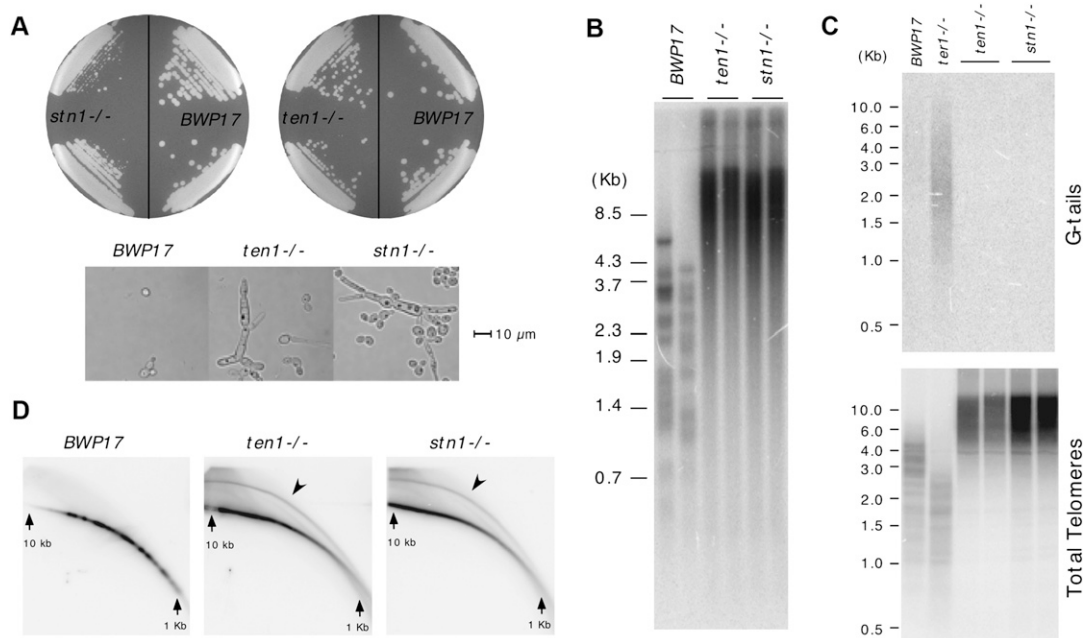 A
stn1-/-
BWP17
ten1-/-
BWP17
BWP17
ten1-/-
stn1-/-
10 µm
B
BWP17
ten1-/-
stn1-/-
(Kb)
8.5
4.3
3.7
2.3
1.9
1.4
0.7
C
BWP17
ter1-/-
ten1-/-
stn1-/-
(Kb)
10.0
6.0
4.0
3.0
2.0
1.5
1.0
0.5
G-tails
10.0
6.0
4.0
3.0
2.0
1.5
1.0
0.5
Total Telomeres
D
BWP17
ten1-/-
stn1-/-
10 kb
1 Kb
10 kb
1 Kb
10 kb
1 Kb